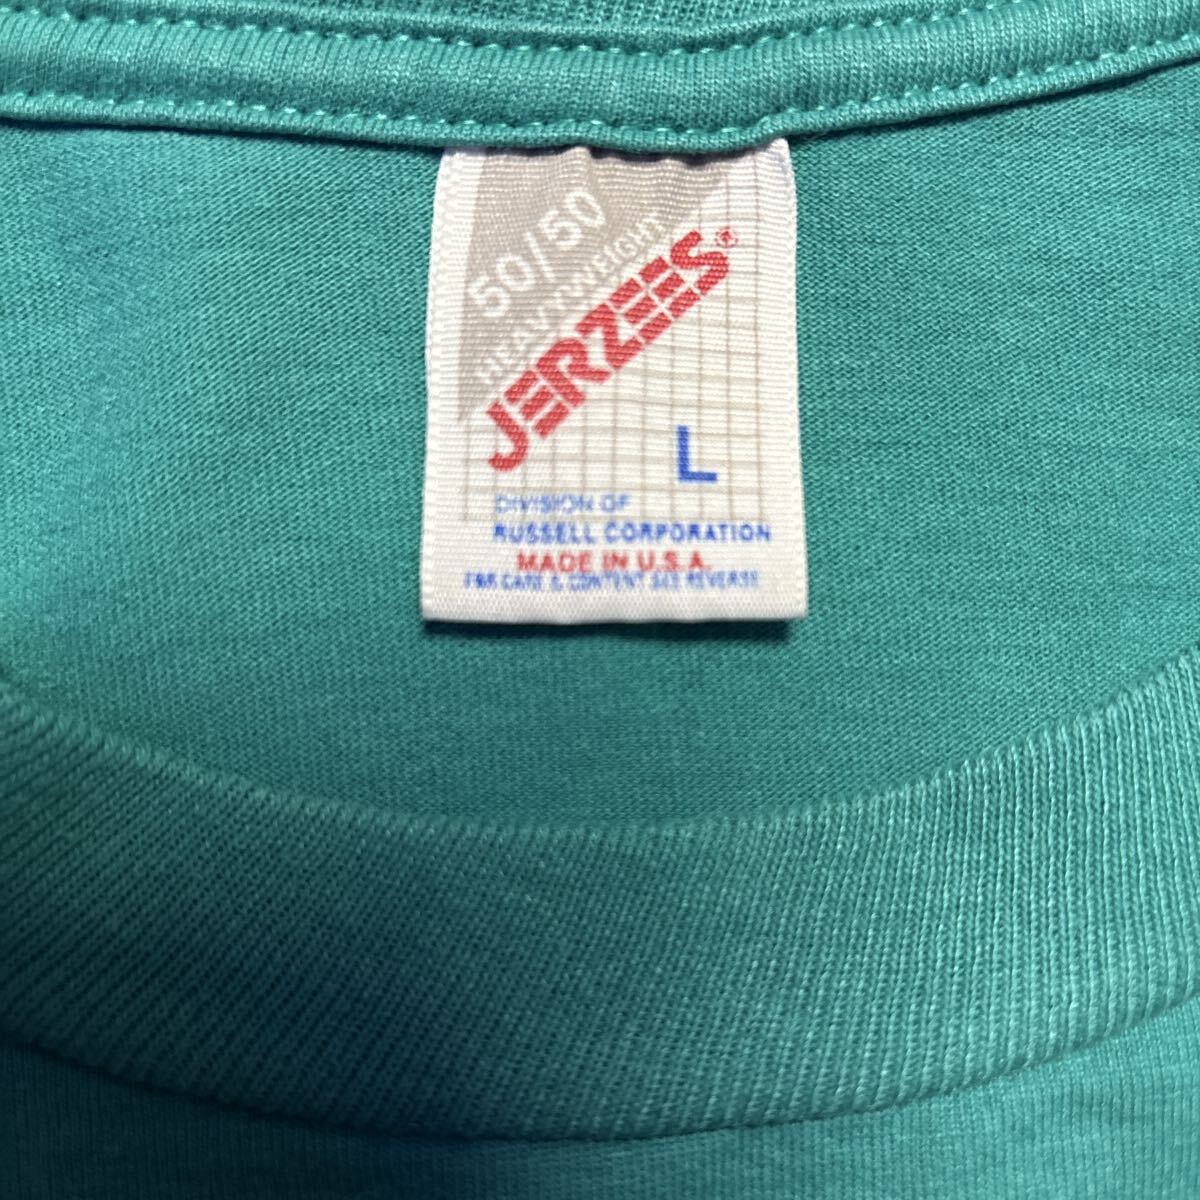 50/50
HEAVYWEIGHT
JERZEES®
L
DIVISION OF
RUSSELL CORPORATION
MADE IN U.S.A.
FOR CARE & CONTENT SEE REVERSE